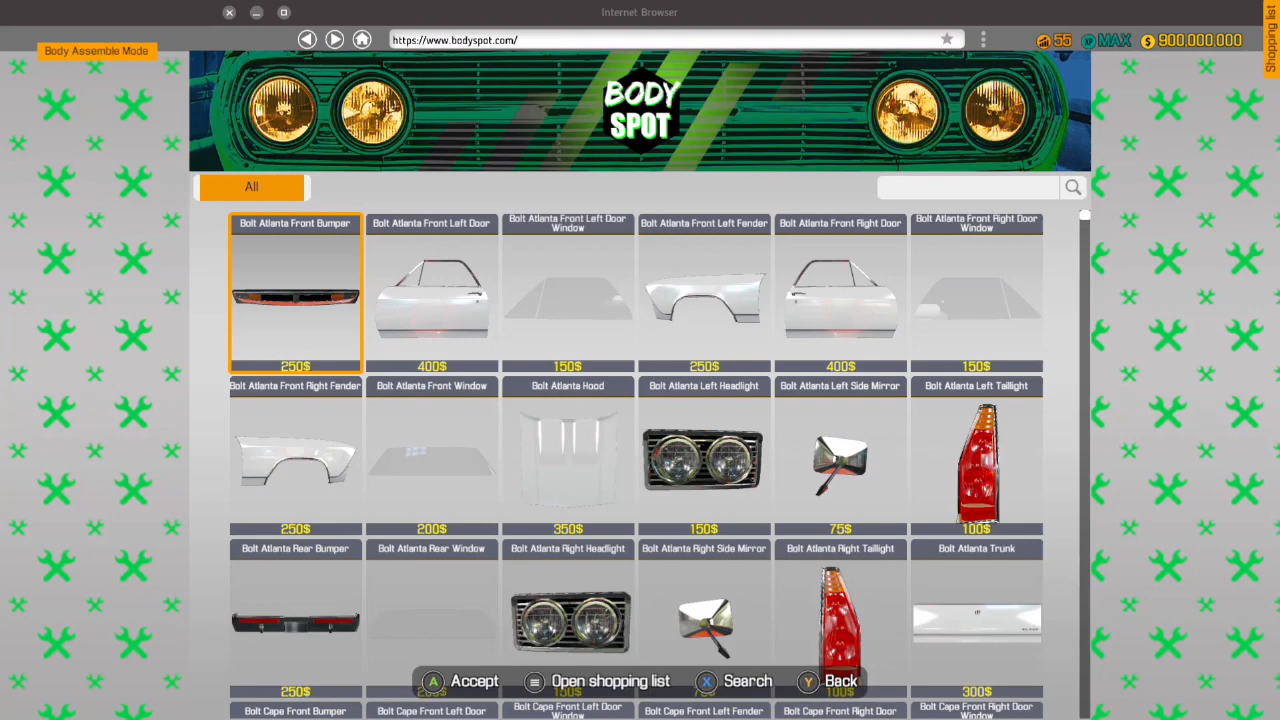 Internet Browser
https://www.bodyspot.com/
Body Assemble Mode
55
XP
MAX
$
900,000,000
Shopping list
BODY
SPOT
All
Bolt Atlanta Front Bumper
Bolt Atlanta Front Left Door
Bolt Atlanta Front Left Door
Window
Bolt Atlanta Front Left Fender
Bolt Atlanta Front Right Door
Bolt Atlanta Front Right Door
Window
250$
400$
150$
250$
400$
150$
Bolt Atlanta Front Right Fender
Bolt Atlanta Front Window
Bolt Atlanta Hood
Bolt Atlanta Left Headlight
Bolt Atlanta Left Side Mirror
Bolt Atlanta Left Taillight
250$
200$
350$
150$
75$
100$
Bolt Atlanta Rear Bumper
Bolt Atlanta Rear Window
Bolt Atlanta Right Headlight
Bolt Atlanta Right Side Mirror
Bolt Atlanta Right Taillight
Bolt Atlanta Trunk
A
Accept
Open shopping list
X
Search
Y
Back
250$
150$
100$
300$
Bolt Cape Front Bumper
Bolt Cape Front Left Door
Bolt Cape Front Left Door
Window
Bolt Cape Front Left Fender
Bolt Cape Front Right Door
Bolt Cape Front Right Door
Window